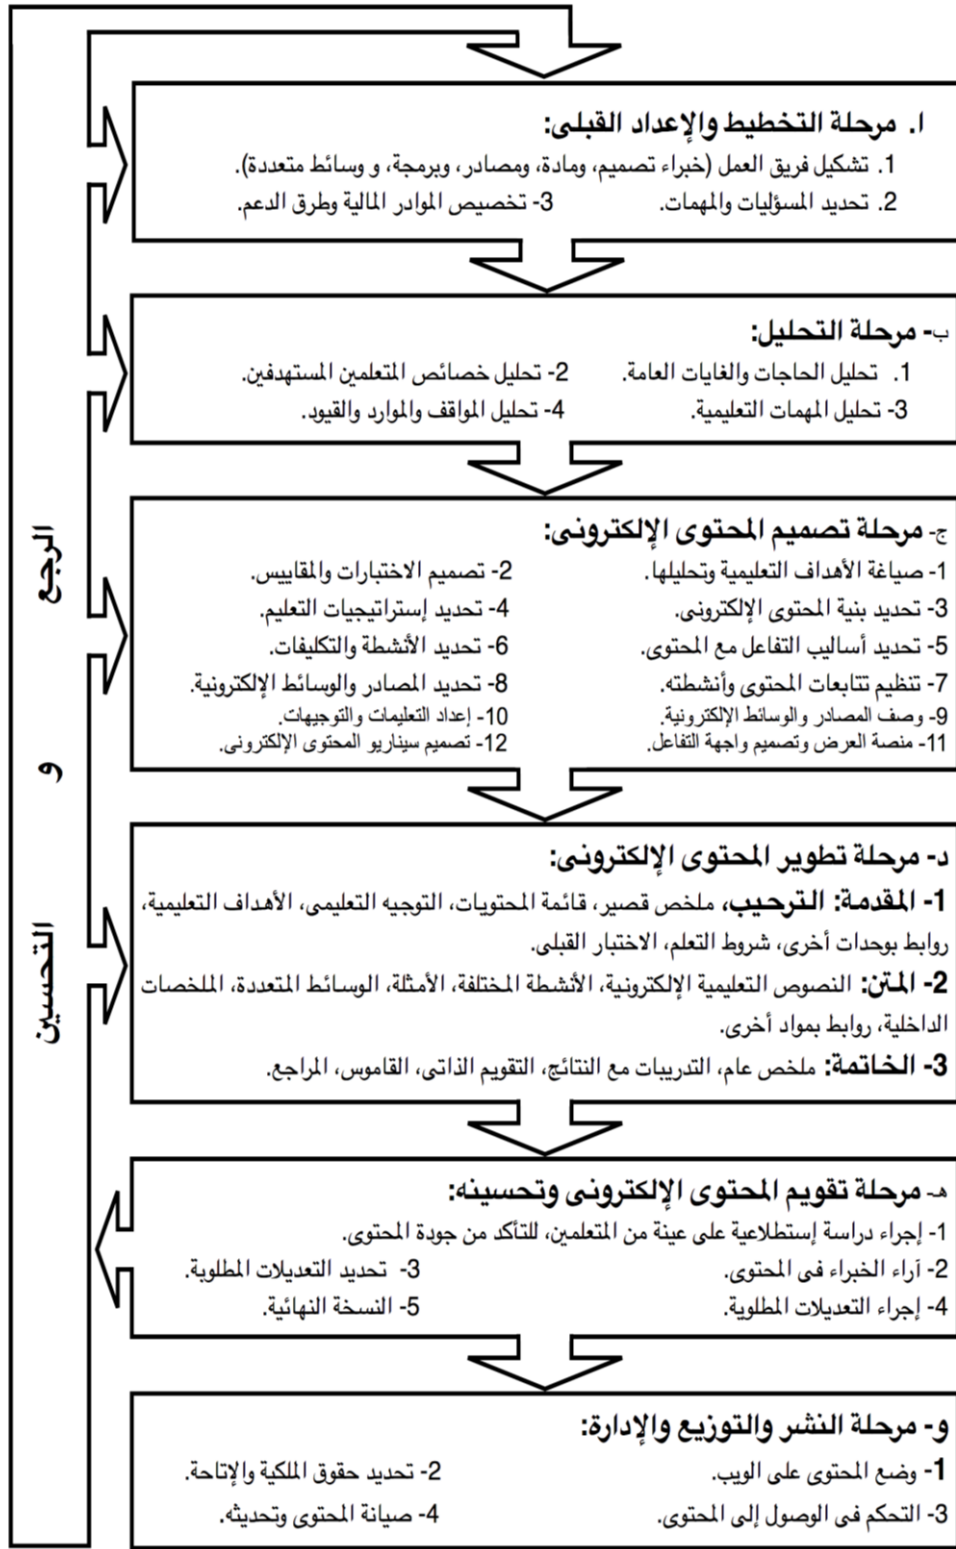 ا. مرحلة التخطيط والإعداد القبلى:
1. تشكيل فريق العمل (خبراء تصميم، ومادة، ومصادر، وبرمجة، و وسائط متعددة).
2. تحديد المسؤليات والمهمات. 3- تخصيص الموادر المالية وطرق الدعم.
ب- مرحلة التحليل:
1. تحليل الحاجات والغايات العامة. 2- تحليل خصائص المتعلمين المستهدفين.
3- تحليل المهمات التعليمية. 4- تحليل المواقف والموارد والقيود.
ج- مرحلة تصميم المحتوى الإلكترونى:
1- صياغة الأهداف التعليمية وتحليلها. 2- تصميم الاختبارات والمقاييس.
3- تحديد بنية المحتوى الإلكترونى. 4- تحديد إستراتيجيات التعليم.
5- تحديد أساليب التفاعل مع المحتوى. 6- تحديد الأنشطة والتكليفات.
7- تنظيم تتابعات المحتوى وأنشطته. 8- تحديد المصادر والوسائط الإلكترونية.
9- وصف المصادر والوسائط الإلكترونية. 10- إعداد التعليمات والتوجيهات.
11- منصة العرض وتصميم واجهة التفاعل. 12- تصميم سيناريو المحتوى الإلكترونى.
د- مرحلة تطوير المحتوى الإلكترونى:
1- المقدمة: الترحيب، ملخص قصير، قائمة المحتويات، التوجيه التعليمى، الأهداف التعليمية،
روابط بوحدات أخرى، شروط التعلم، الاختبار القبلى.
2- المتن: النصوص التعليمية الإلكترونية، الأنشطة المختلفة، الأمثلة، الوسائط المتعددة، الملخصات
الداخلية، روابط بمواد أخرى.
3- الخاتمة: ملخص عام، التدريبات مع النتائج، التقويم الذاتى، القاموس، المراجع.
هـ- مرحلة تقويم المحتوى الإلكترونى وتحسينه:
1- إجراء دراسة إستطلاعية على عينة من المتعلمين، للتأكد من جودة المحتوى.
2- آراء الخبراء فى المحتوى. 3- تحديد التعديلات المطلوبة.
4- إجراء التعديلات المطلوبة. 5- النسخة النهائية.
و- مرحلة النشر والتوزيع والإدارة:
1- وضع المحتوى على الويب. 2- تحديد حقوق الملكية والإتاحة.
3- التحكم فى الوصول إلى المحتوى. 4- صيانة المحتوى وتحديثه.
الرجع و التحسين